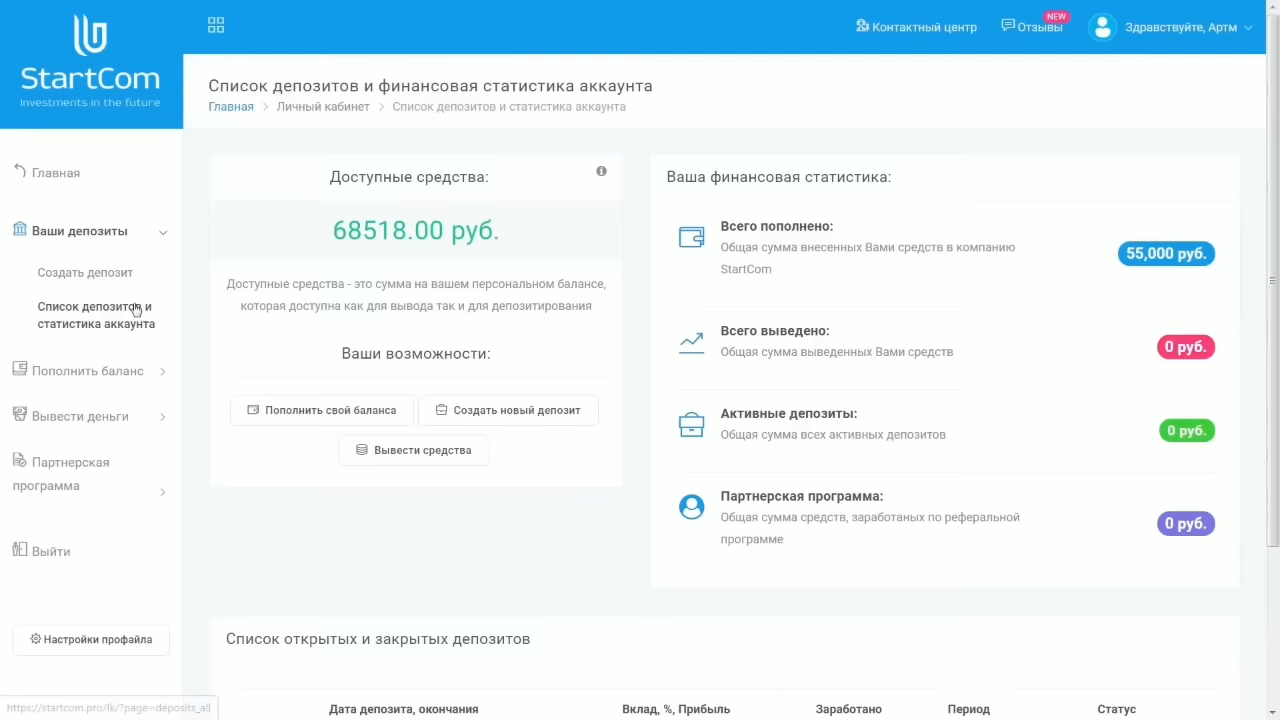 StartCom
Investments in the future
Контактный центр
Отзывы
NEW
Здравствуйте, Артм
Список депозитов и финансовая статистика аккаунта
Главная
Личный кабинет
Список депозитов и статистика аккаунта
Главная
Ваши депозиты
Создать депозит
Список депозитов и
статистика аккаунта
Пополнить баланс
Вывести деньги
Партнерская
программа
Выйти
Настройки профайла
https://startcom.pro/lk/?page=deposits_all
Доступные средства:
68518.00 руб.
Доступные средства - это сумма на вашем персональном балансе,
которая доступна как для вывода так и для депозитирования
Ваши возможности:
Пополнить свой баланса
Создать новый депозит
Вывести средства
Ваша финансовая статистика:
Всего пополнено:
Общая сумма внесенных Вами средств в компанию
StartCom
55,000 руб.
Всего выведено:
Общая сумма выведенных Вами средств
0 руб.
Активные депозиты:
Общая сумма всех активных депозитов
0 руб.
Партнерская программа:
Общая сумма средств, заработаных по реферальной
программе
0 руб.
Список открытых и закрытых депозитов
Дата депозита, окончания
Вклад, %, Прибыль
Заработано
Период
Статус